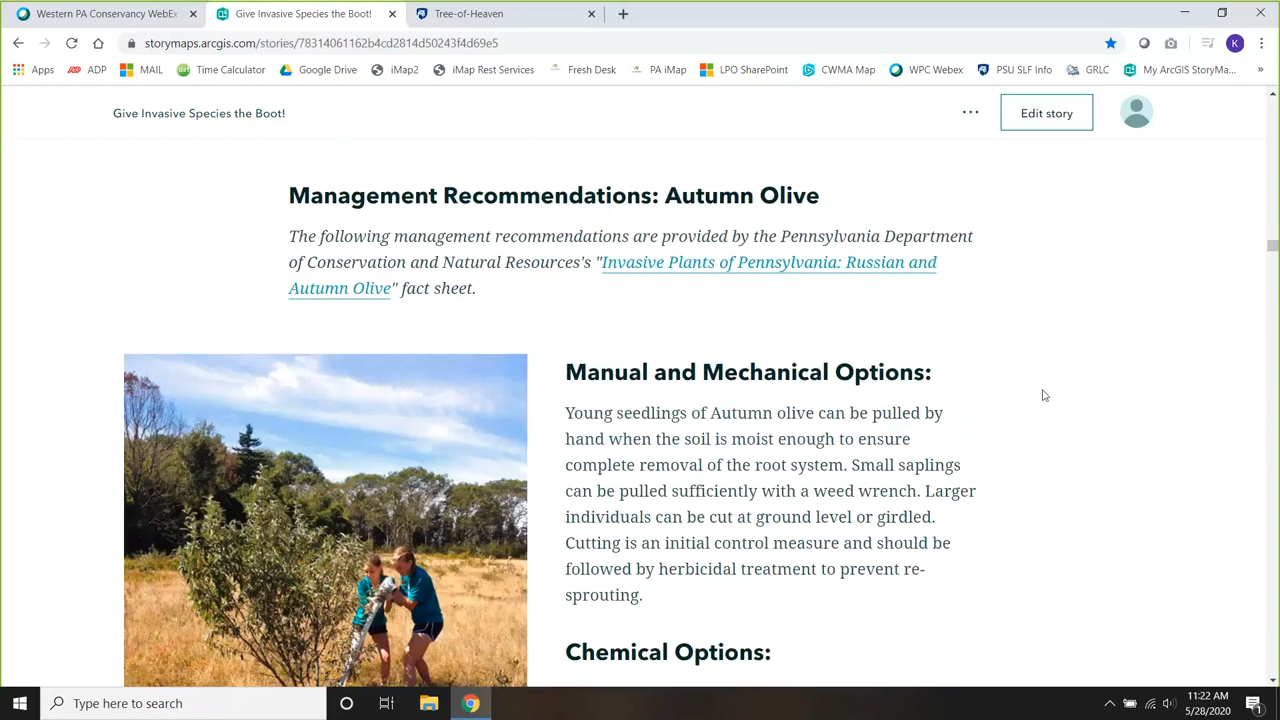 Western PA Conservancy WebEx
Give Invasive Species the Boot!
Tree-of-Heaven
storymaps.arcgis.com/stories/78314061162b4cd2814d50243f4d69e5
K
Apps
ADP
MAIL
Time Calculator
Google Drive
iMap2
iMap Rest Services
Fresh Desk
PA iMap
LPO SharePoint
CWMA Map
WPC Webex
PSU SLF Info
GRLC
My ArcGIS StoryMa...
»
Give Invasive Species the Boot!
Edit story
Management Recommendations: Autumn Olive
The following management recommendations are provided by the Pennsylvania Department
of Conservation and Natural Resources's "Invasive Plants of Pennsylvania: Russian and
Autumn Olive" fact sheet.
Manual and Mechanical Options:
Young seedlings of Autumn olive can be pulled by
hand when the soil is moist enough to ensure
complete removal of the root system. Small saplings
can be pulled sufficiently with a weed wrench. Larger
individuals can be cut at ground level or girdled.
Cutting is an initial control measure and should be
followed by herbicidal treatment to prevent re-
sprouting.
Chemical Options:
Type here to search
11:22 AM
5/28/2020
1